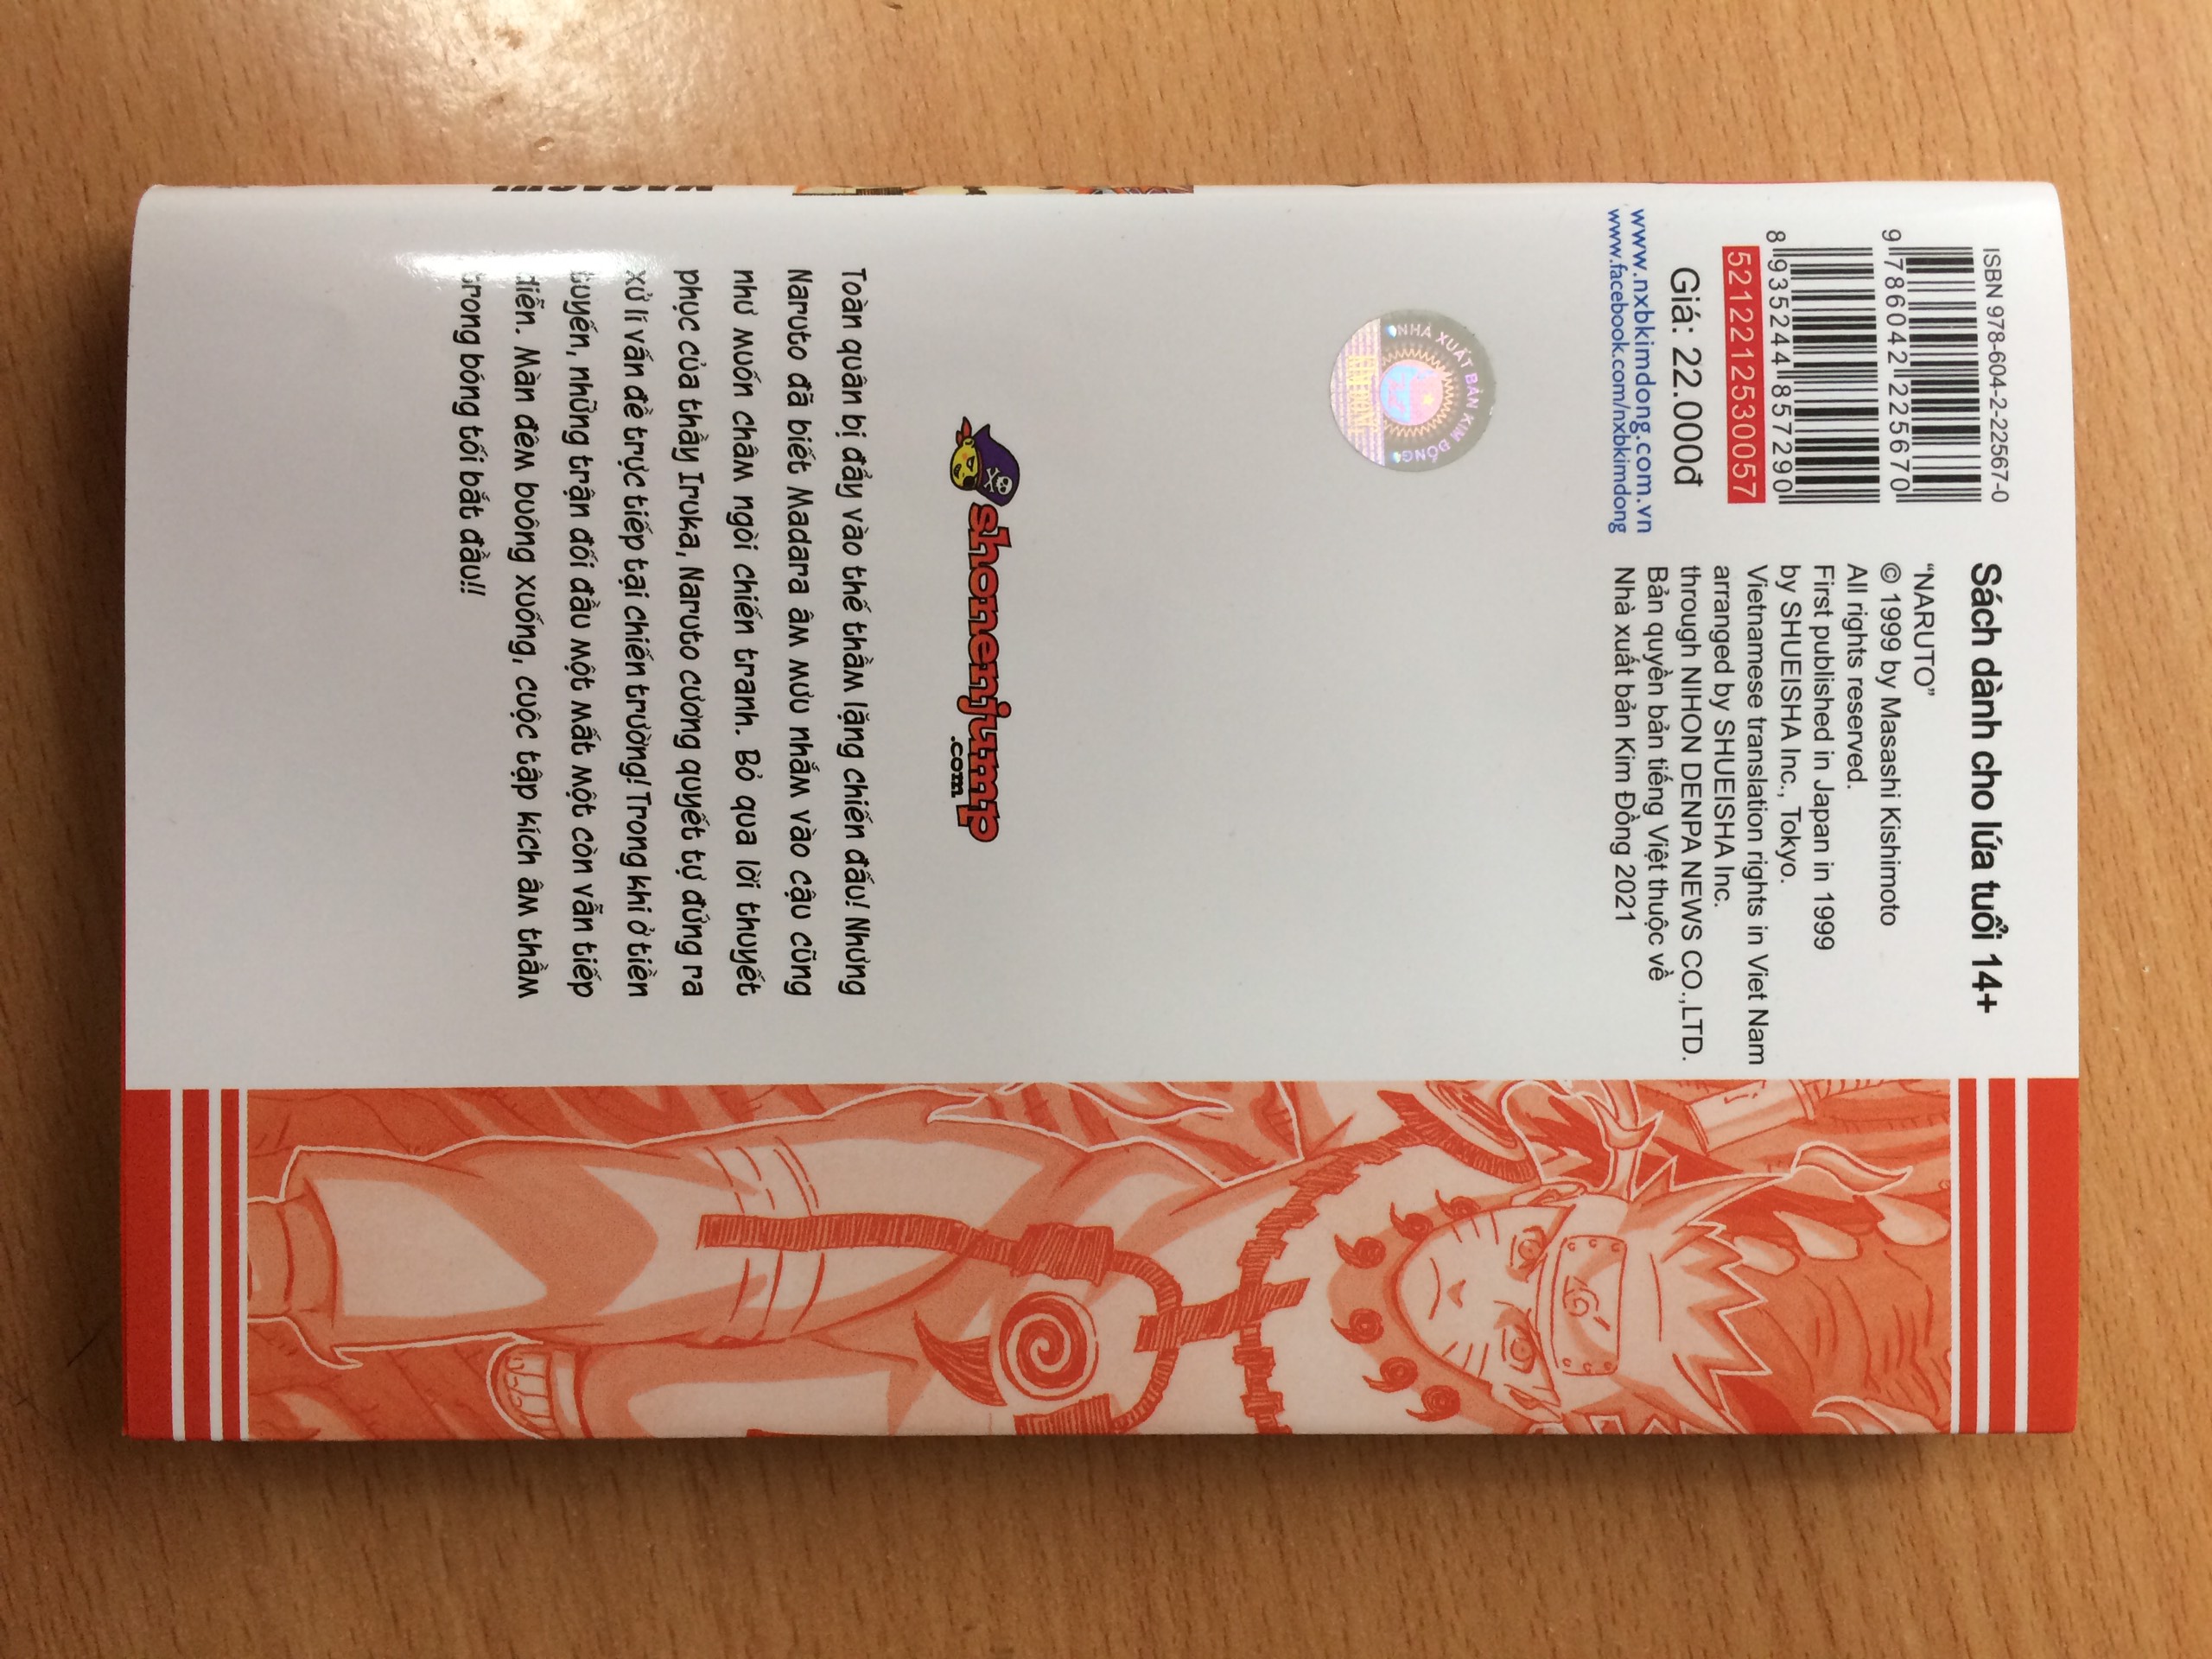 ISBN 978-604-2-22567-0
9 786042 225670
8 935244 857290
5212212530057
Giá: 22.000đ
www.nxbkimdong.com.vn
www.facebook.com/nxbkimdong
Sách dành cho lứa tuổi 14+
“NARUTO”
© 1999 by Masashi Kishimoto
All rights reserved.
First published in Japan in 1999
by SHUEISHA Inc., Tokyo.
Vietnamese translation rights in Viet Nam
arranged by SHUEISHA Inc.
through NIHON DENPA NEWS CO.,LTD.
Bản quyền bản tiếng Việt thuộc về
Nhà xuất bản Kim Đồng 2021
NHÀ XUẤT BẢN KIM ĐỒNG
shonenjump
.com
Toàn quân bị đẩy vào thế thầm lặng chiến đấu! Nhưng
Naruto đã biết Madara âm mưu nhắm vào cậu cũng
như muốn châm ngòi chiến tranh. Bỏ qua lời thuyết
phục của thầy Iruka, Naruto cương quyết tự đứng ra
xử lí vấn đề trực tiếp tại chiến trường! Trong khi ở tiền
tuyến, những trận đối đầu một mất một còn vẫn tiếp
diễn. Màn đêm buông xuống, cuộc tập kích âm thầm
trong bóng tối bắt đầu!!